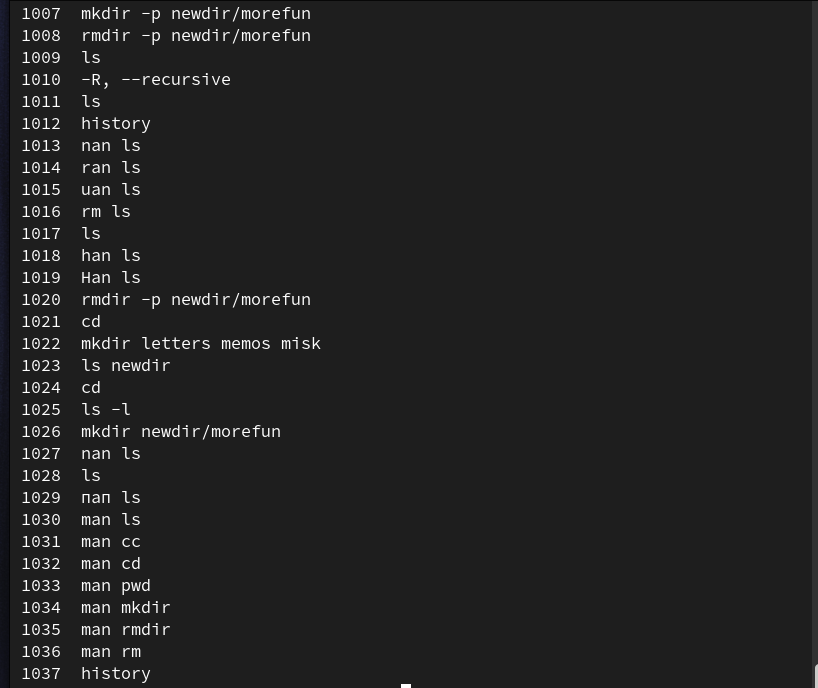 1007 mkdir -p newdir/morefun
1008 rmdir -p newdir/morefun
1009 ls
1010 -R, --recursive
1011 ls
1012 history
1013 nan ls
1014 ran ls
1015 uan ls
1016 rm ls
1017 ls
1018 han ls
1019 Han ls
1020 rmdir -p newdir/morefun
1021 cd
1022 mkdir letters memos misk
1023 ls newdir
1024 cd
1025 ls -l
1026 mkdir newdir/morefun
1027 nan ls
1028 ls
1029 пап ls
1030 man ls
1031 man cc
1032 man cd
1033 man pwd
1034 man mkdir
1035 man rmdir
1036 man rm
1037 history